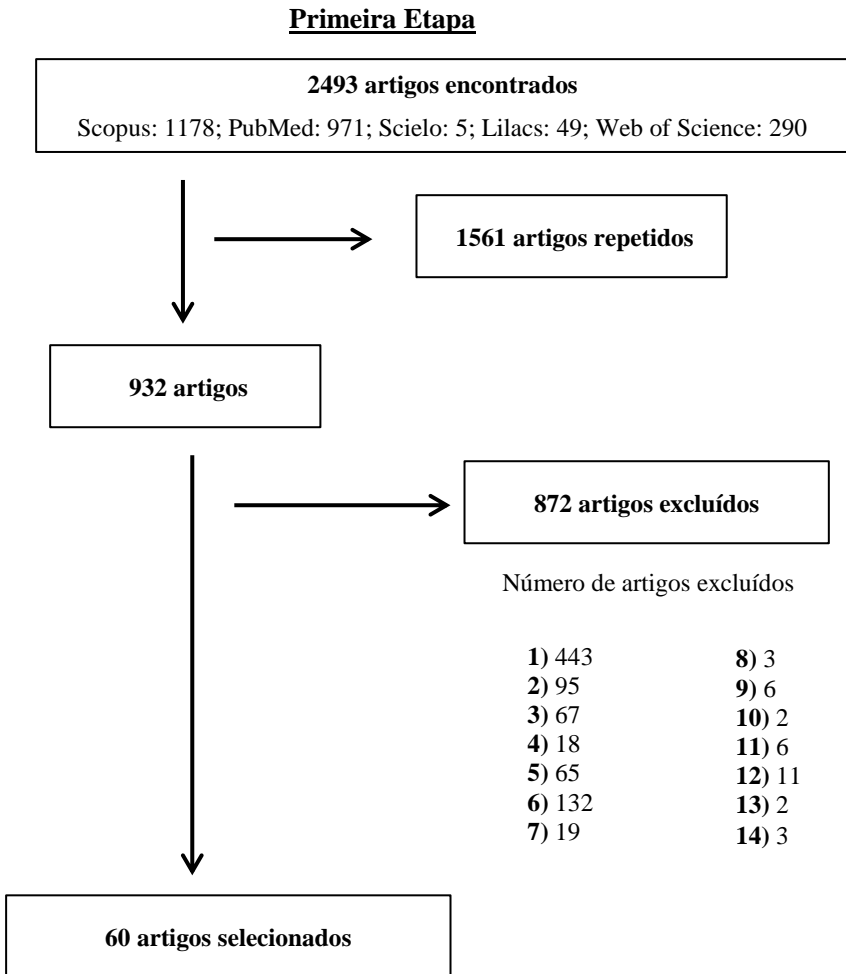 Primeira Etapa
2493 artigos encontrados
Scopus: 1178; PubMed: 971; Scielo: 5; Lilacs: 49; Web of Science: 290
1561 artigos repetidos
932 artigos
872 artigos excluídos
Número de artigos excluídos
1) 443
2) 95
3) 67
4) 18
5) 65
6) 132
7) 19
8) 3
9) 6
10) 2
11) 6
12) 11
13) 2
14) 3
60 artigos selecionados